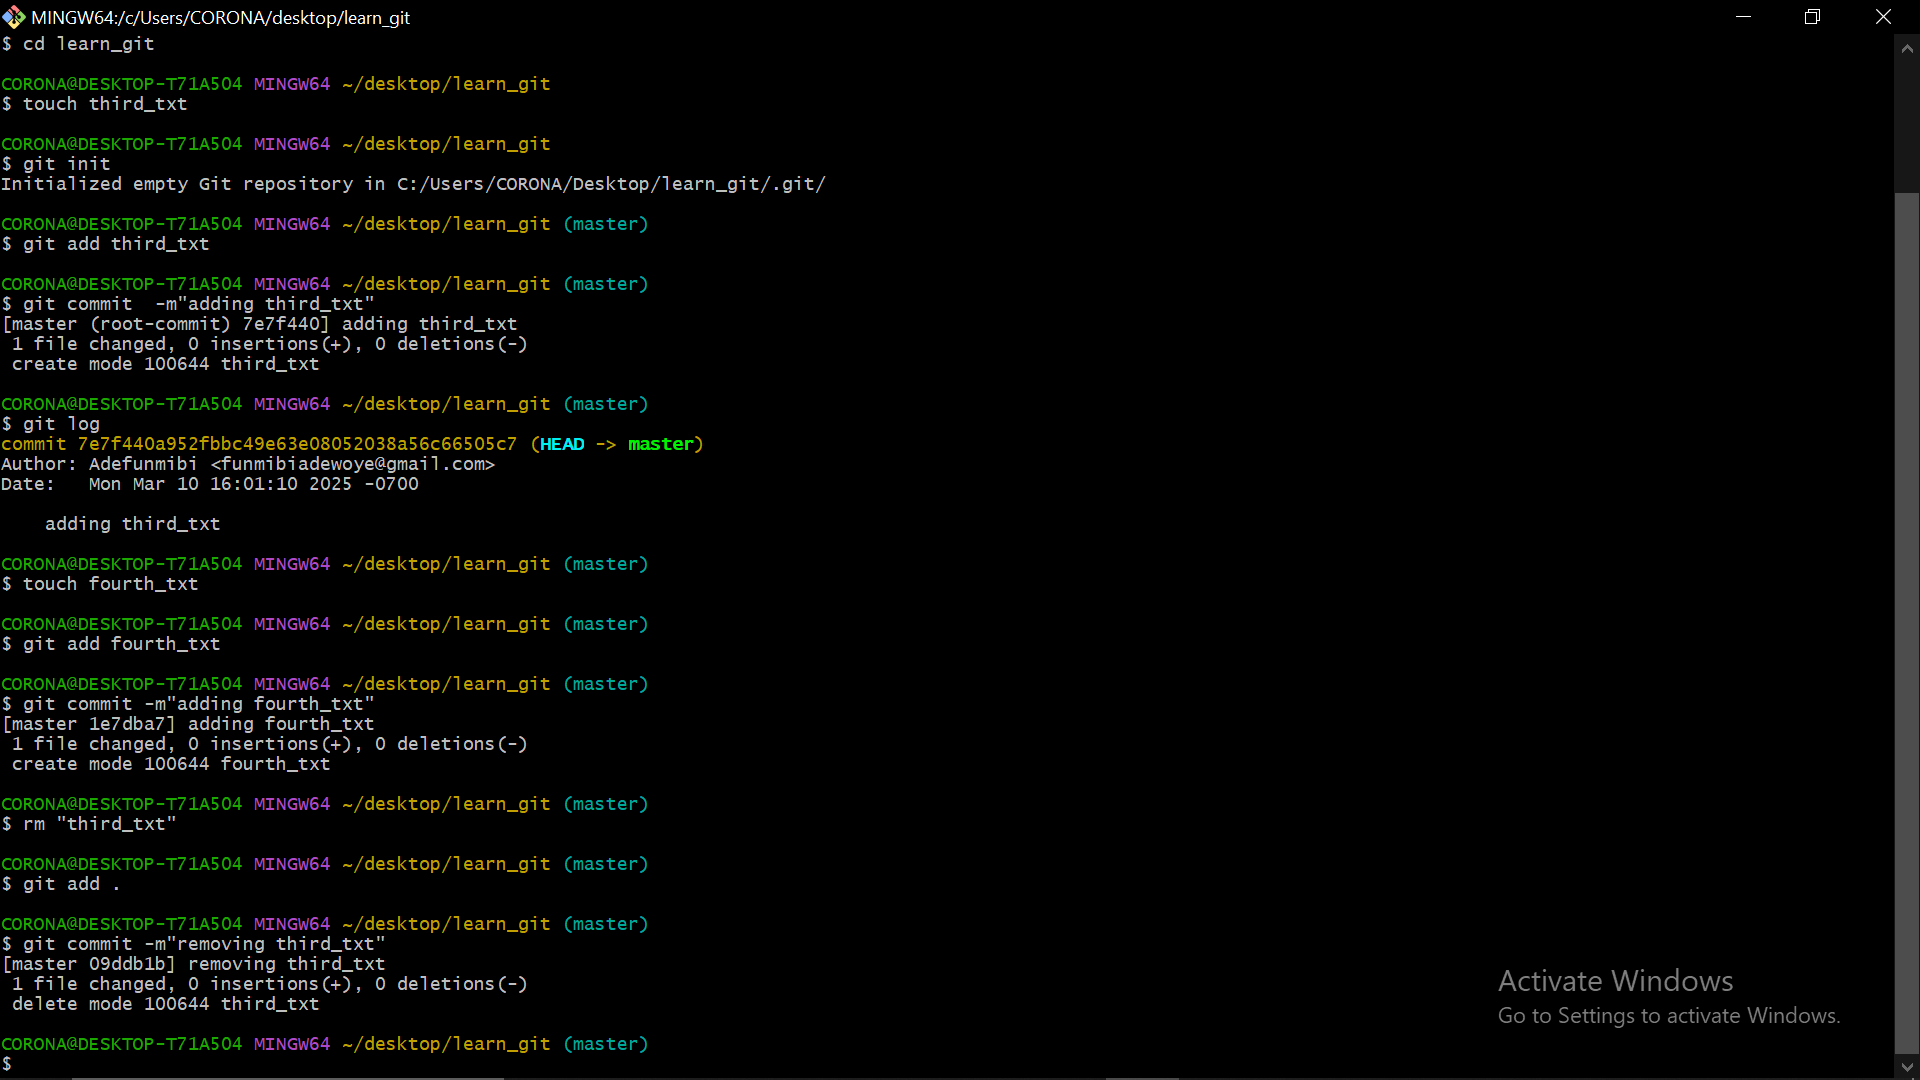 MINGW64:/c/Users/CORONA/desktop/learn_git
$ cd learn_git
CORONA@DESKTOP-T71A504 MINGW64 ~/desktop/learn_git
$ touch third_txt
CORONA@DESKTOP-T71A504 MINGW64 ~/desktop/learn_git
$ git init
Initialized empty Git repository in C:/Users/CORONA/Desktop/learn_git/.git/
CORONA@DESKTOP-T71A504 MINGW64 ~/desktop/learn_git (master)
$ git add third_txt
CORONA@DESKTOP-T71A504 MINGW64 ~/desktop/learn_git (master)
$ git commit  -m"adding third_txt"
[master (root-commit) 7e7f440] adding third_txt
 1 file changed, 0 insertions(+), 0 deletions(-)
 create mode 100644 third_txt
CORONA@DESKTOP-T71A504 MINGW64 ~/desktop/learn_git (master)
$ git log
commit 7e7f440a952fbbc49e63e08052038a56c66505c7 (HEAD -> master)
Author: Adefunmibi <funmibiadewoye@gmail.com>
Date:   Mon Mar 10 16:01:10 2025 -0700
    adding third_txt
CORONA@DESKTOP-T71A504 MINGW64 ~/desktop/learn_git (master)
$ touch fourth_txt
CORONA@DESKTOP-T71A504 MINGW64 ~/desktop/learn_git (master)
$ git add fourth_txt
CORONA@DESKTOP-T71A504 MINGW64 ~/desktop/learn_git (master)
$ git commit -m"adding fourth_txt"
[master 1e7dba7] adding fourth_txt
 1 file changed, 0 insertions(+), 0 deletions(-)
 create mode 100644 fourth_txt
CORONA@DESKTOP-T71A504 MINGW64 ~/desktop/learn_git (master)
$ rm "third_txt"
CORONA@DESKTOP-T71A504 MINGW64 ~/desktop/learn_git (master)
$ git add .
CORONA@DESKTOP-T71A504 MINGW64 ~/desktop/learn_git (master)
$ git commit -m"removing third_txt"
[master 09ddb1b] removing third_txt
 1 file changed, 0 insertions(+), 0 deletions(-)
 delete mode 100644 third_txt
CORONA@DESKTOP-T71A504 MINGW64 ~/desktop/learn_git (master)
$
Activate Windows
Go to Settings to activate Windows.